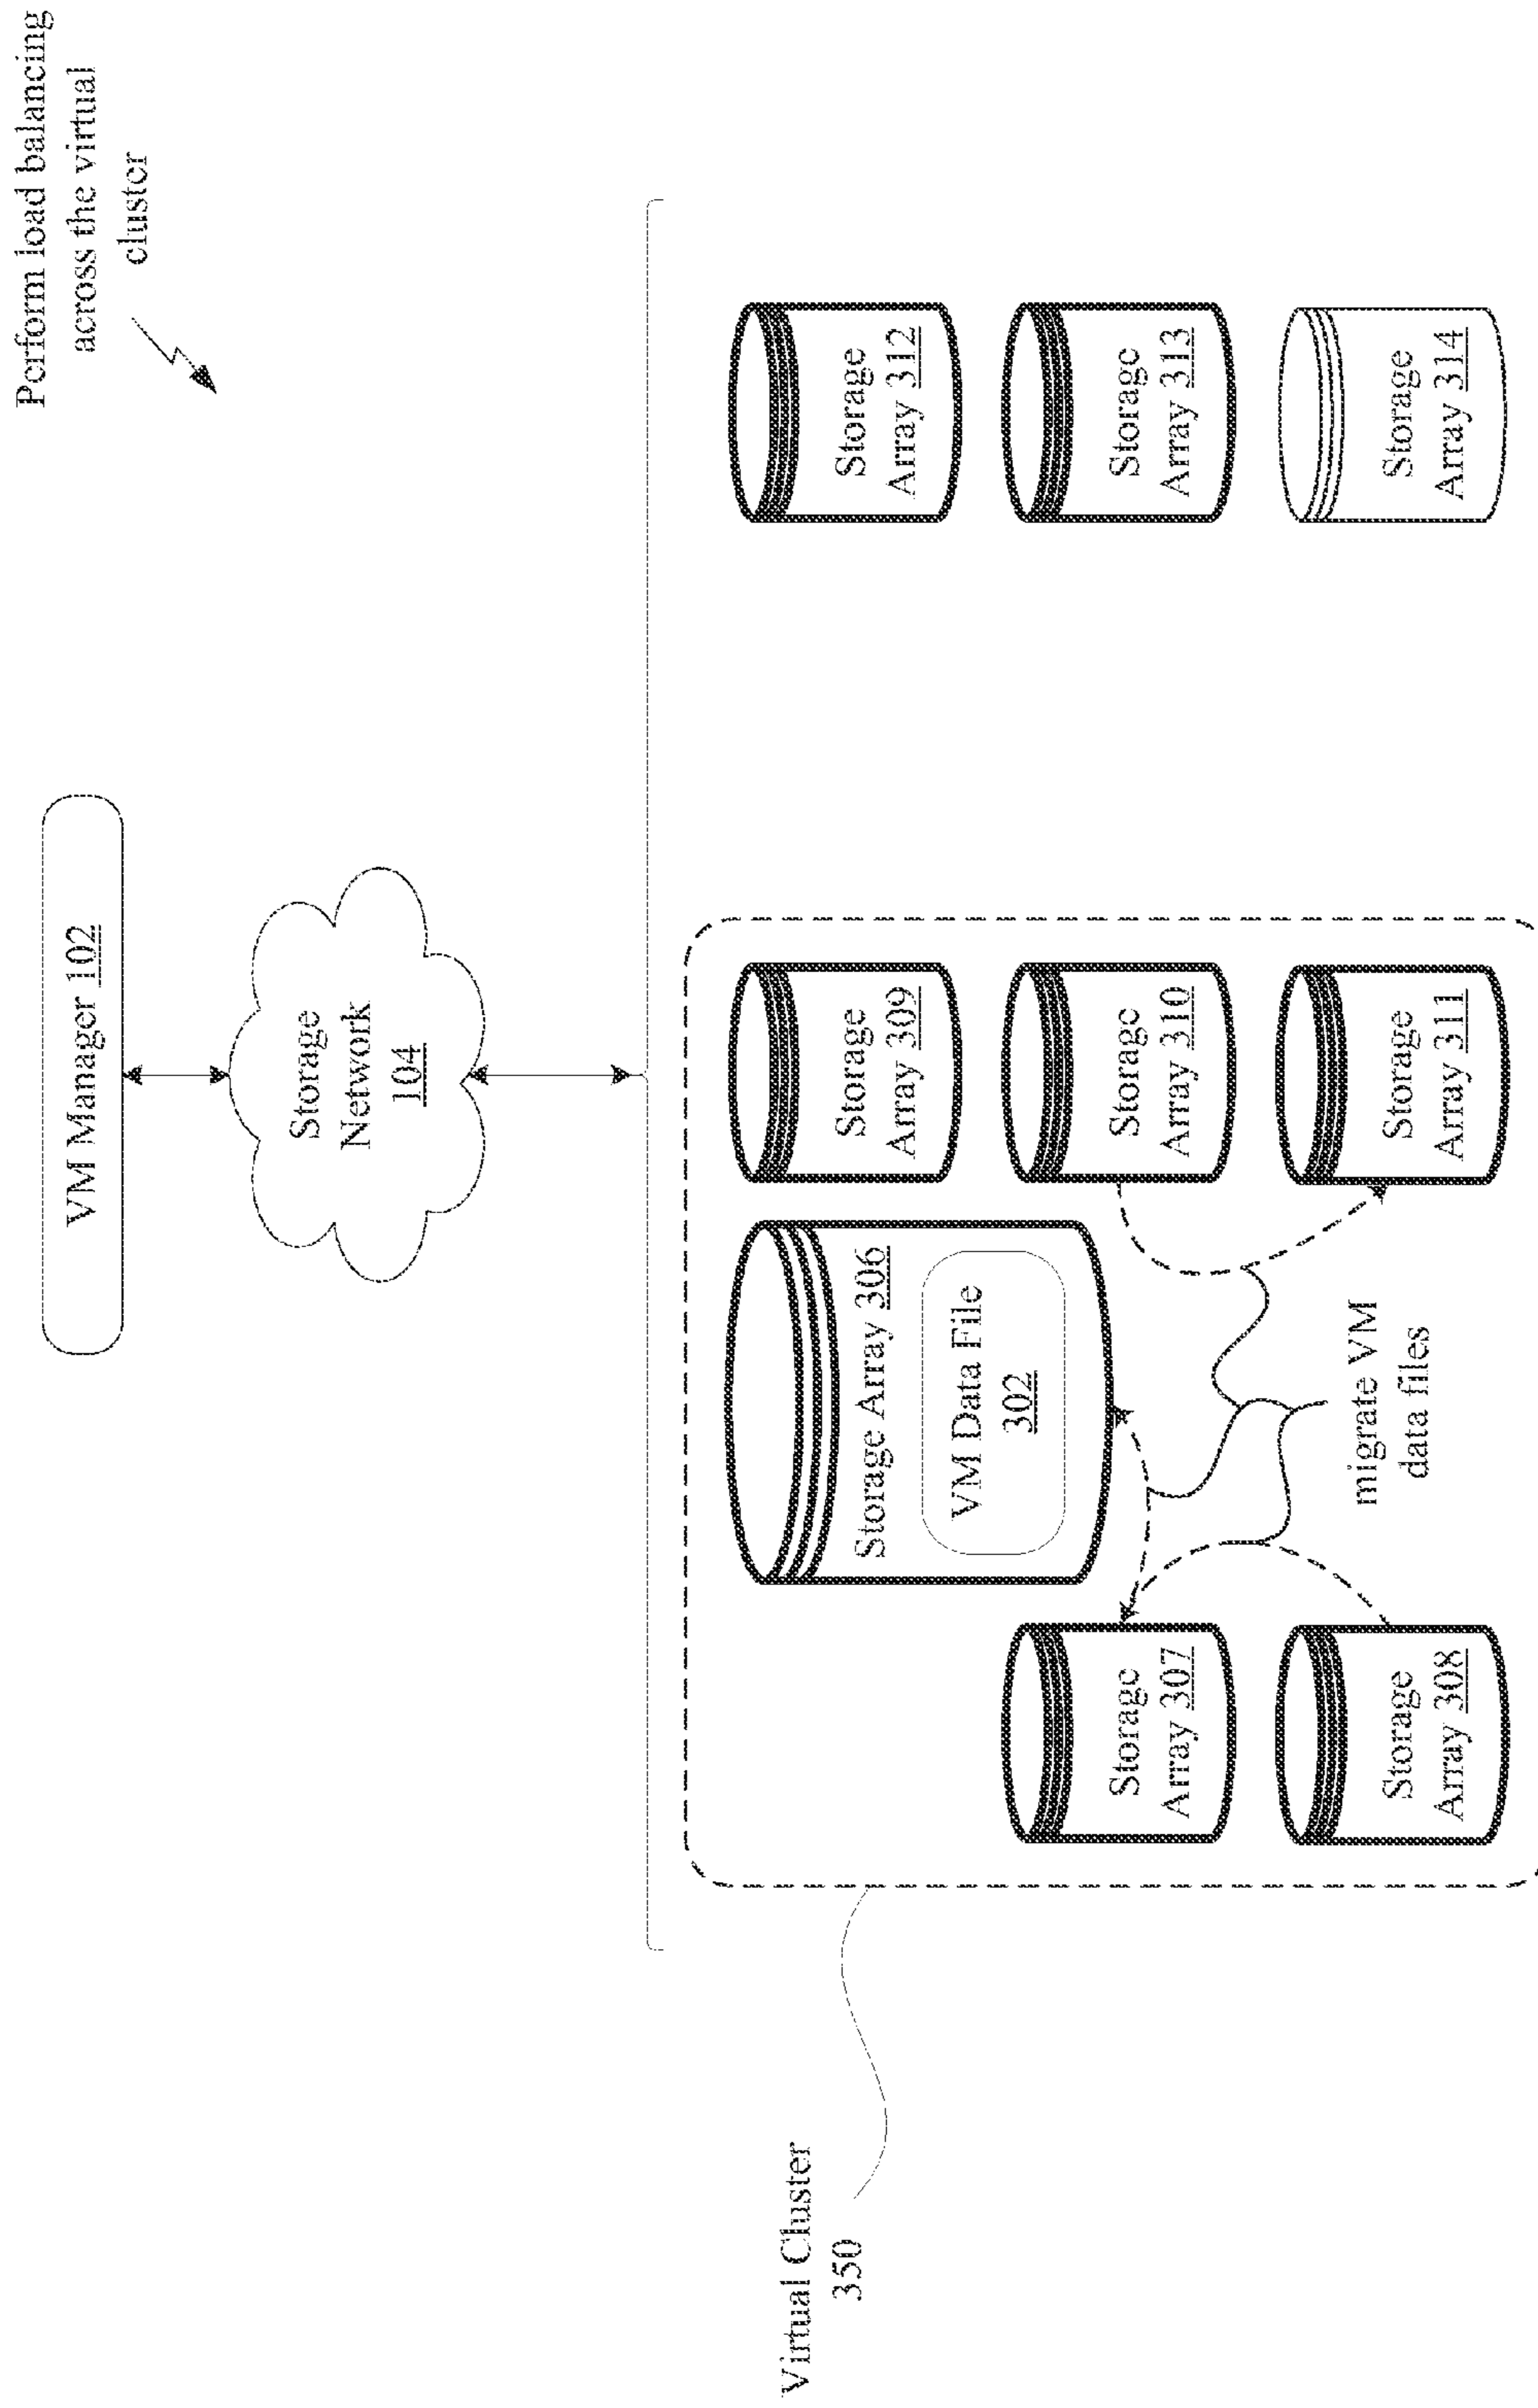 Perform load balancing
across the virtual
cluster
VM Manager 102
Storage
Network
104
Virtual Cluster
350
Storage Array 306
VM Data File
302
Storage
Array 309
Storage
Array 312
Storage
Array 307
Storage
Array 310
Storage
Array 313
Storage
Array 308
migrate VM
data files
Storage
Array 311
Storage
Array 314